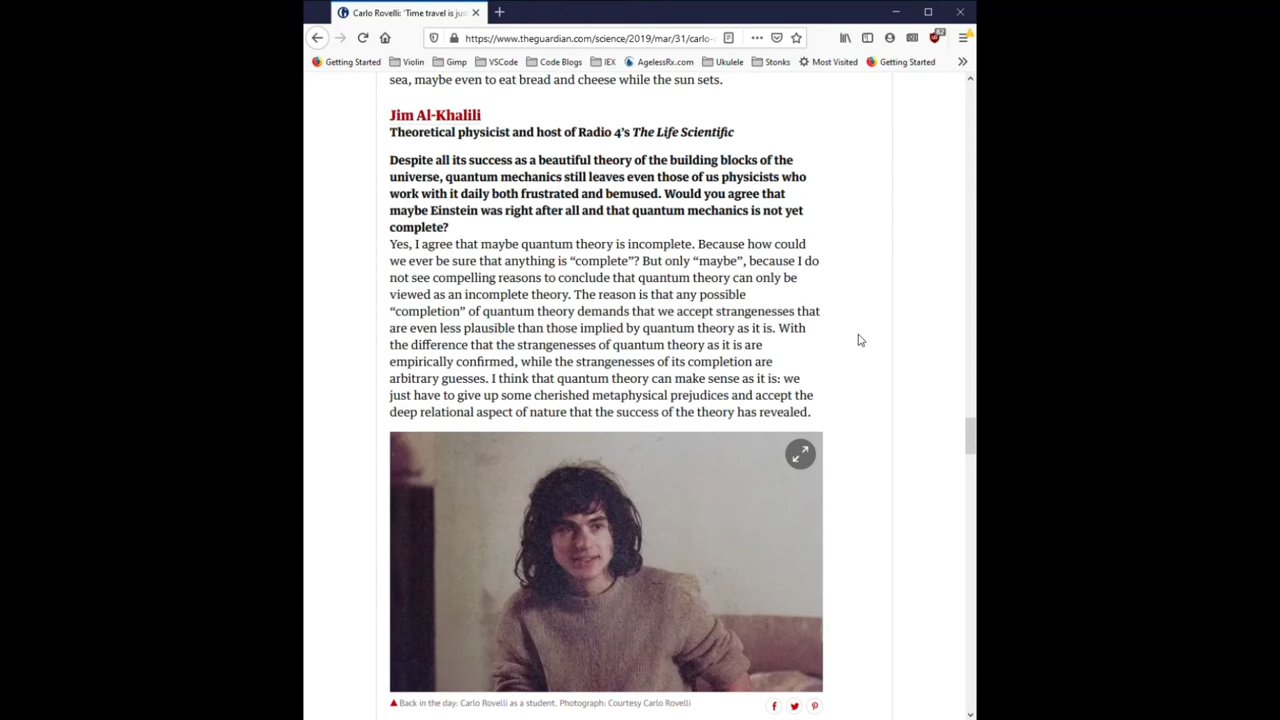 Carlo Rovelli: 'Time travel is jus
https://www.theguardian.com/science/2019/mar/31/carlo-
Getting Started Violin Gimp VSCode Code Blogs IEX AgelessRx.com Ukulele Stonks Most Visited Getting Started
sea, maybe even to eat bread and cheese while the sun sets.
Jim Al-Khalili
Theoretical physicist and host of Radio 4's The Life Scientific
Despite all its success as a beautiful theory of the building blocks of the
universe, quantum mechanics still leaves even those of us physicists who
work with it daily both frustrated and bemused. Would you agree that
maybe Einstein was right after all and that quantum mechanics is not yet
complete?
Yes, I agree that maybe quantum theory is incomplete. Because how could
we ever be sure that anything is “complete”? But only “maybe”, because I do
not see compelling reasons to conclude that quantum theory can only be
viewed as an incomplete theory. The reason is that any possible
“completion” of quantum theory demands that we accept strangenesses that
are even less plausible than those implied by quantum theory as it is. With
the difference that the strangenesses of quantum theory as it is are
empirically confirmed, while the strangenesses of its completion are
arbitrary guesses. I think that quantum theory can make sense as it is: we
just have to give up some cherished metaphysical prejudices and accept the
deep relational aspect of nature that the success of the theory has revealed.
Back in the day: Carlo Rovelli as a student. Photograph: Courtesy Carlo Rovelli